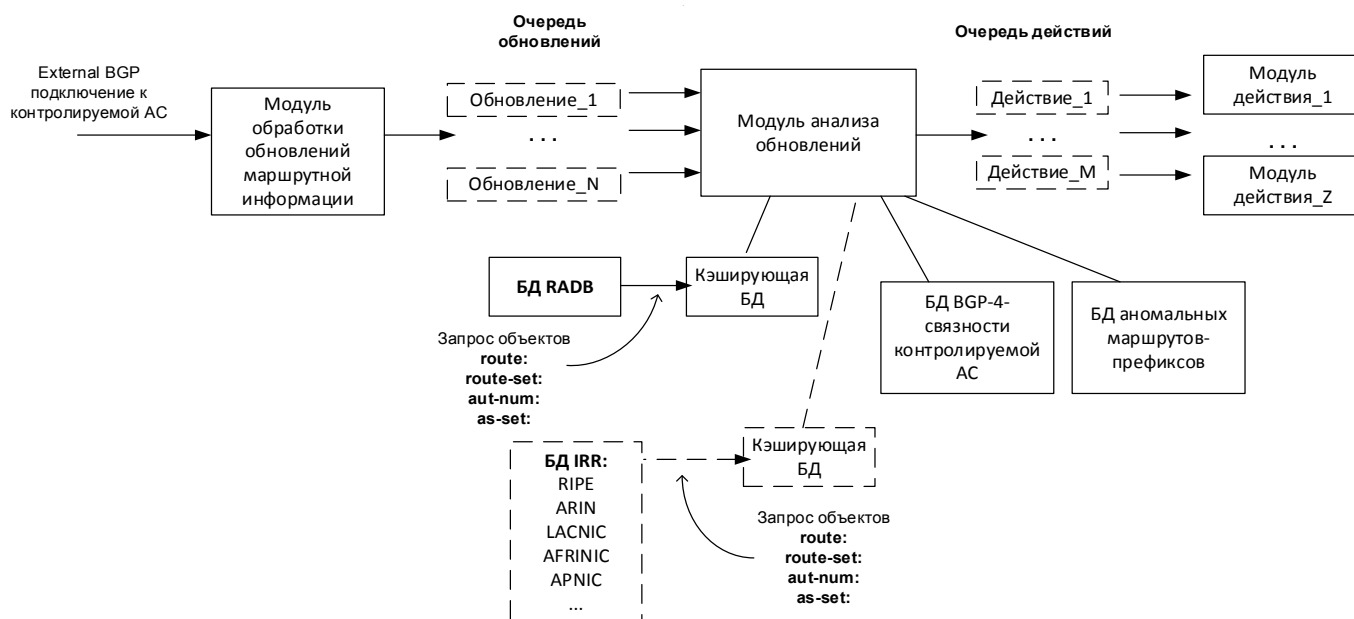 Очередь
обновлений
Очередь действий
External BGP
подключение к
контролируемой АС
Модуль
обработки
обновлений
маршрутной
информации
Обновление_1
...
Обновление_N
Модуль анализа
обновлений
Действие_1
...
Действие_M
Модуль
действия_1
...
...
Модуль
действия_Z
БД RADB
Кэширующая
БД
Запрос объектов
route:
route-set:
aut-num:
as-set:
БД BGP-4-
связности
контролируемой
АС
БД аномальных
маршрутов-
префиксов
БД IRR:
RIPE
ARIN
LACNIC
AFRINIC
APNIC
...
Кэширующая
БД
Запрос объектов
route:
route-set:
aut-num:
as-set: